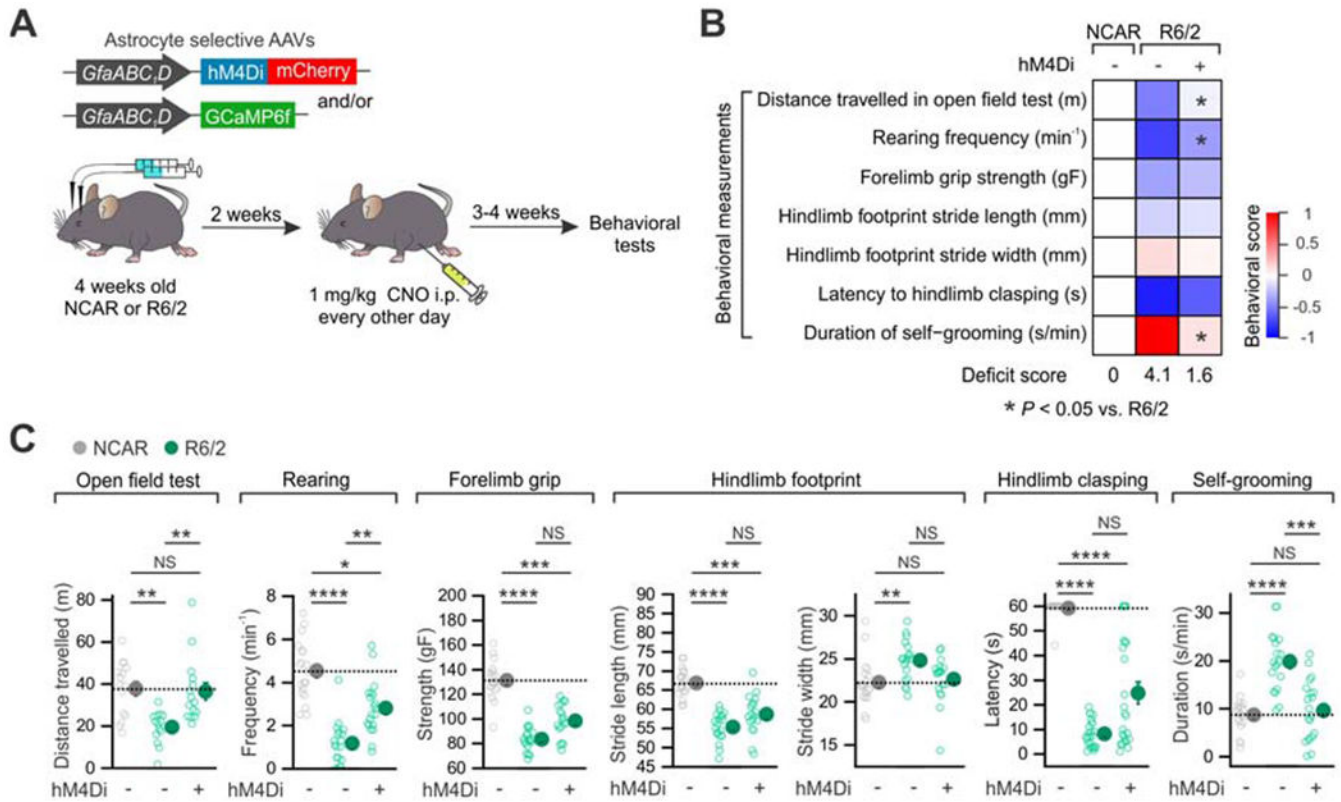 A
Astrocyte selective AAVs
GfaABC₁D hM4Di mCherry
and/or
GfaABC₁D GCaMP6f
2 weeks
3-4 weeks
Behavioral
tests
4 weeks old
NCAR or R6/2
1 mg/kg CNO i.p.
every other day
B
NCAR R6/2
hM4Di - - +
Behavioral measurements
Distance travelled in open field test (m)
*
Rearing frequency (min⁻¹)
*
Forelimb grip strength (gF)
Hindlimb footprint stride length (mm)
Hindlimb footprint stride width (mm)
Latency to hindlimb clasping (s)
Duration of self−grooming (s/min)
*
Deficit score 0 4.1 1.6
* P < 0.05 vs. R6/2
Behavioral score
1
0.5
0
-0.5
-1
C
NCAR R6/2
Open field test
**
NS
**
Distance travelled (m)
80
60
40
20
0
hM4Di - - +
Rearing
**
*
****
Frequency (min⁻¹)
8
6
4
2
0
hM4Di - - +
Forelimb grip
NS
***
****
Strength (gF)
200
180
160
140
120
100
80
60
hM4Di - - +
Hindlimb footprint
NS
***
****
Stride length (mm)
90
85
80
75
70
65
60
55
50
45
hM4Di - - +
NS
NS
**
Stride width (mm)
30
25
20
15
hM4Di - - +
Hindlimb clasping
NS
****
****
Latency (s)
60
50
40
30
20
10
0
hM4Di - - +
Self-grooming
***
NS
****
Duration (s/min)
30
20
10
0
hM4Di - - +